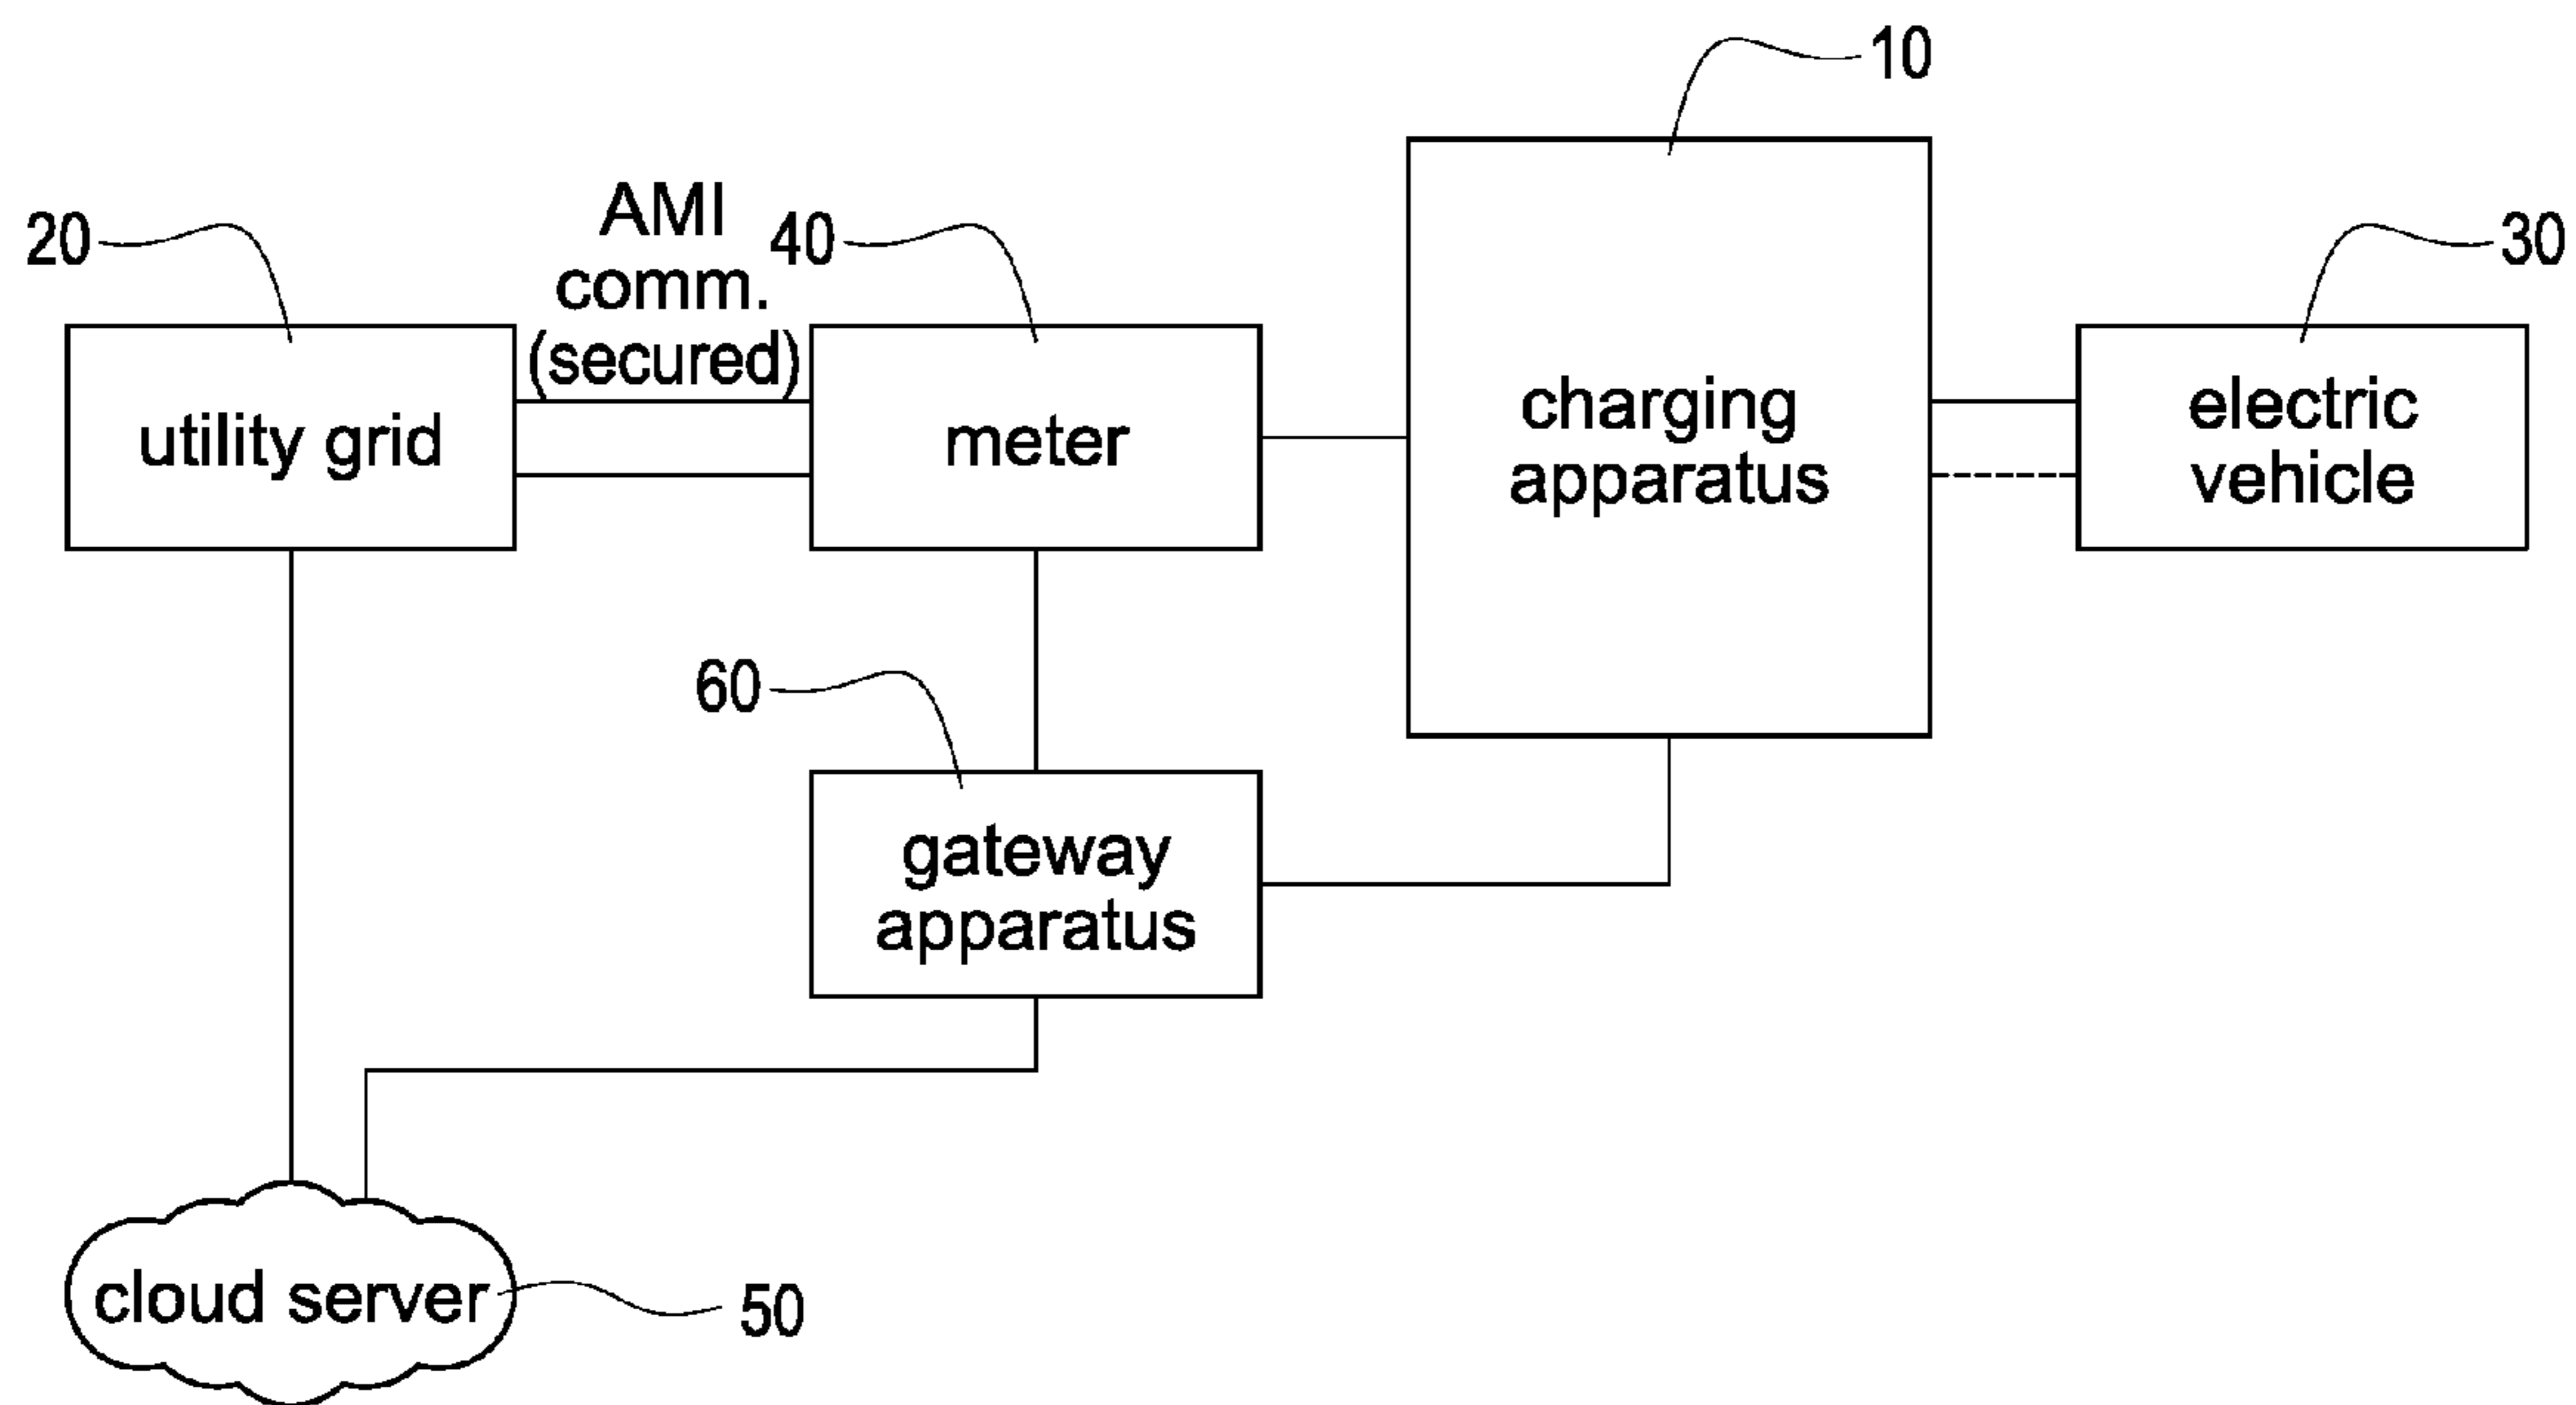 10
20
AMI
comm.
(secured)
40
30
utility grid
meter
charging
apparatus
electric
vehicle
60
gateway
apparatus
cloud server
50